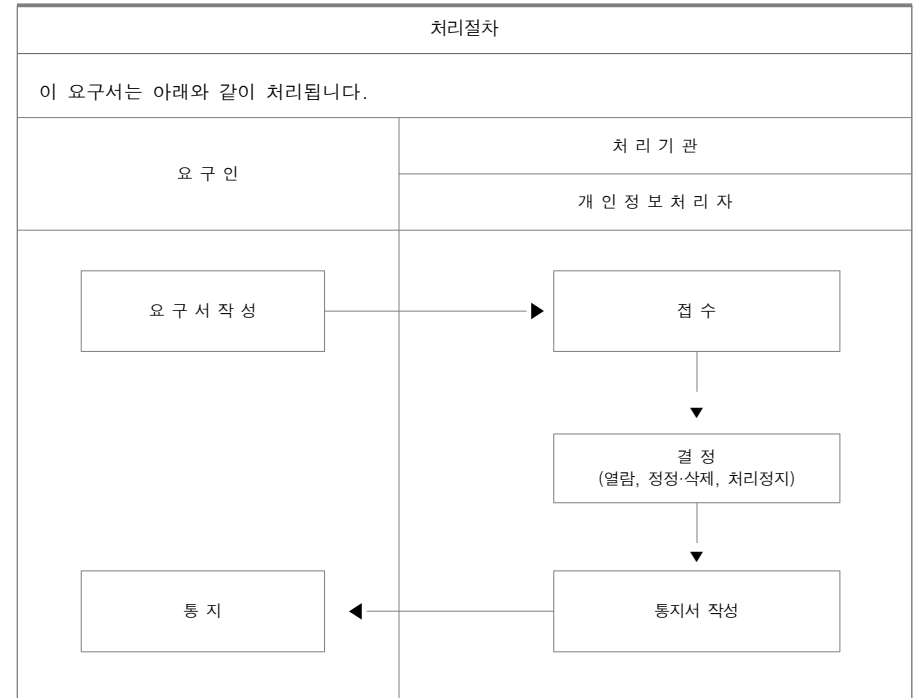 처리절차
이 요구서는 아래와 같이 처리됩니다.
요 구 인
처 리 기 관
개 인 정 보 처 리 자
요 구 서 작 성
접 수
결 정
(열람, 정정·삭제, 처리정지)
통 지
통지서 작성